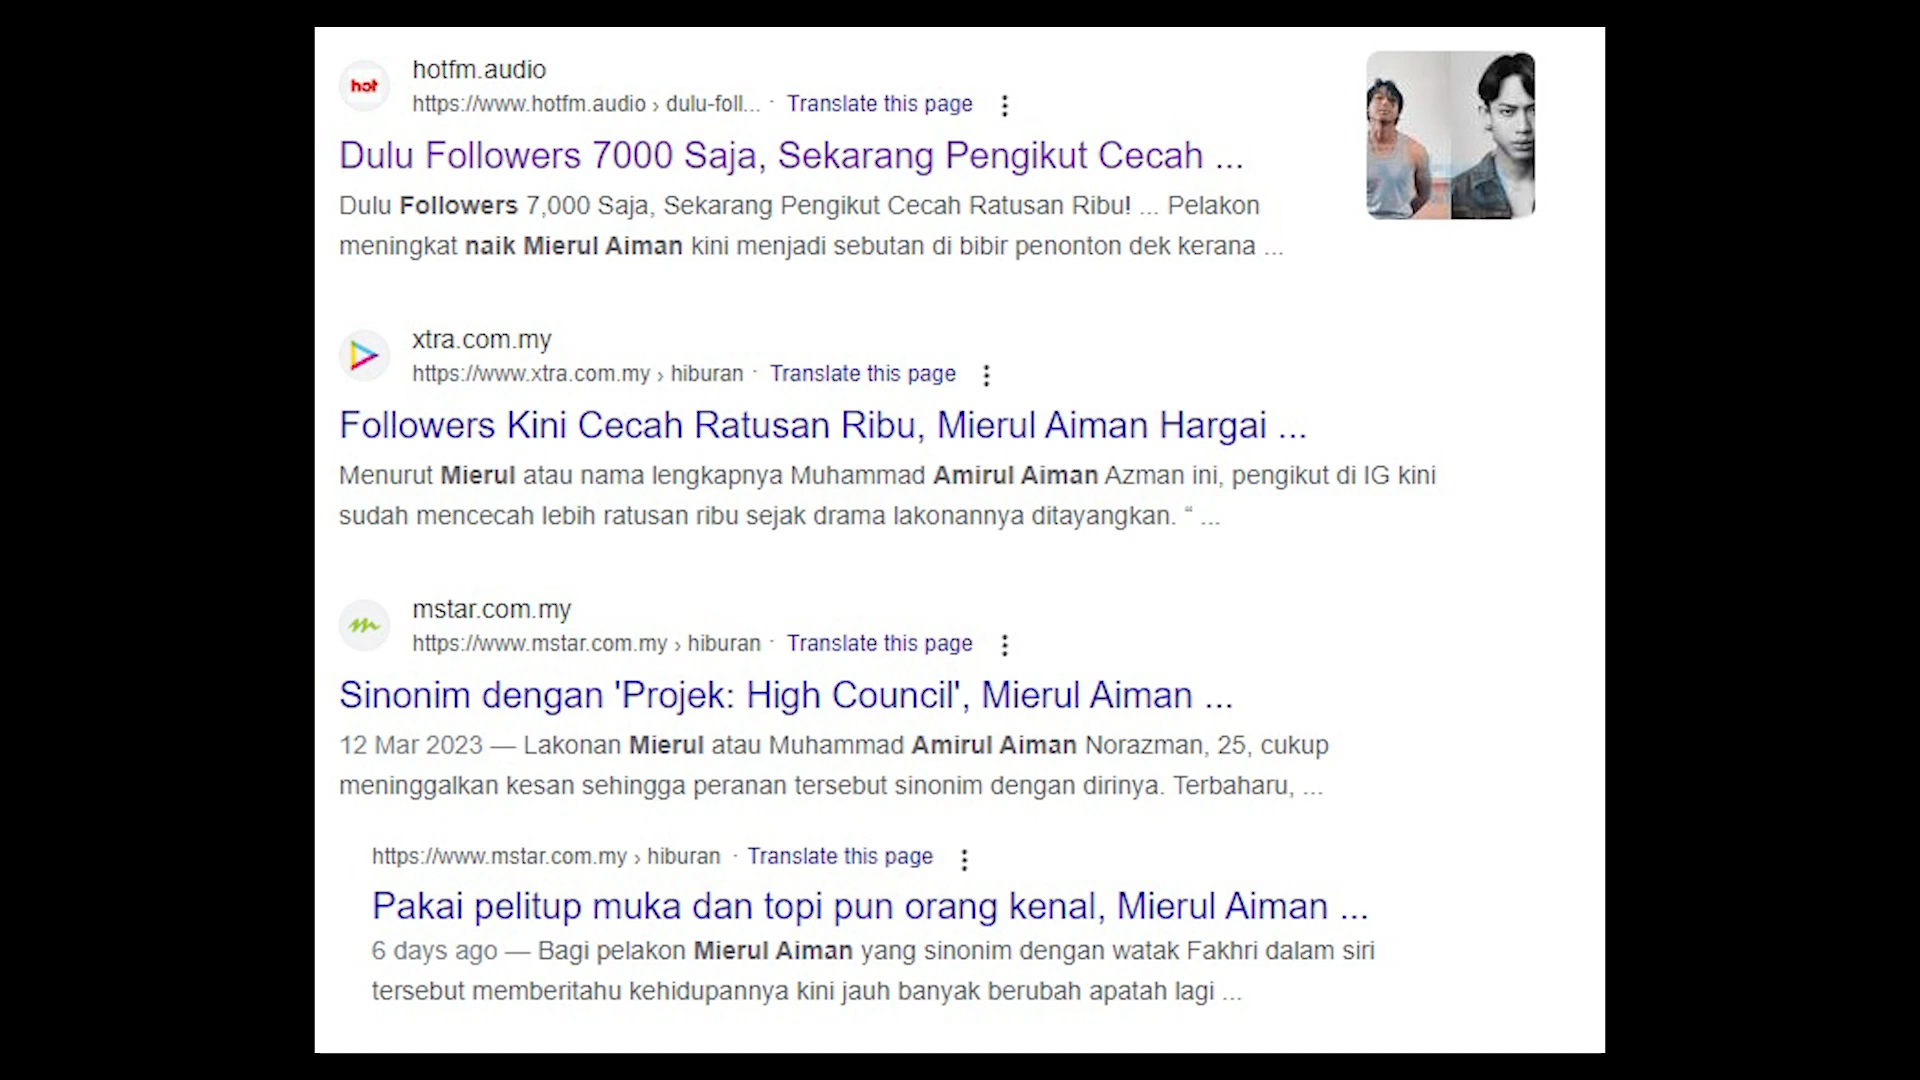 hotfm.audio
hot
https://www.hotfm.audio › dulu-foll... · Translate this page
Dulu Followers 7000 Saja, Sekarang Pengikut Cecah ...
Dulu Followers 7,000 Saja, Sekarang Pengikut Cecah Ratusan Ribu! ... Pelakon
meningkat naik Mierul Aiman kini menjadi sebutan di bibir penonton dek kerana ...
xtra.com.my
https://www.xtra.com.my › hiburan · Translate this page
Followers Kini Cecah Ratusan Ribu, Mierul Aiman Hargai ...
Menurut Mierul atau nama lengkapnya Muhammad Amirul Aiman Azman ini, pengikut di IG kini
sudah mencecah lebih ratusan ribu sejak drama lakonannya ditayangkan. “ ...
mstar.com.my
m
https://www.mstar.com.my › hiburan · Translate this page
Sinonim dengan 'Projek: High Council', Mierul Aiman ...
12 Mar 2023 — Lakonan Mierul atau Muhammad Amirul Aiman Norazman, 25, cukup
meninggalkan kesan sehingga peranan tersebut sinonim dengan dirinya. Terbaharu, ...
https://www.mstar.com.my › hiburan · Translate this page
Pakai pelitup muka dan topi pun orang kenal, Mierul Aiman ...
6 days ago — Bagi pelakon Mierul Aiman yang sinonim dengan watak Fakhri dalam siri
tersebut memberitahu kehidupannya kini jauh banyak berubah apatah lagi ...